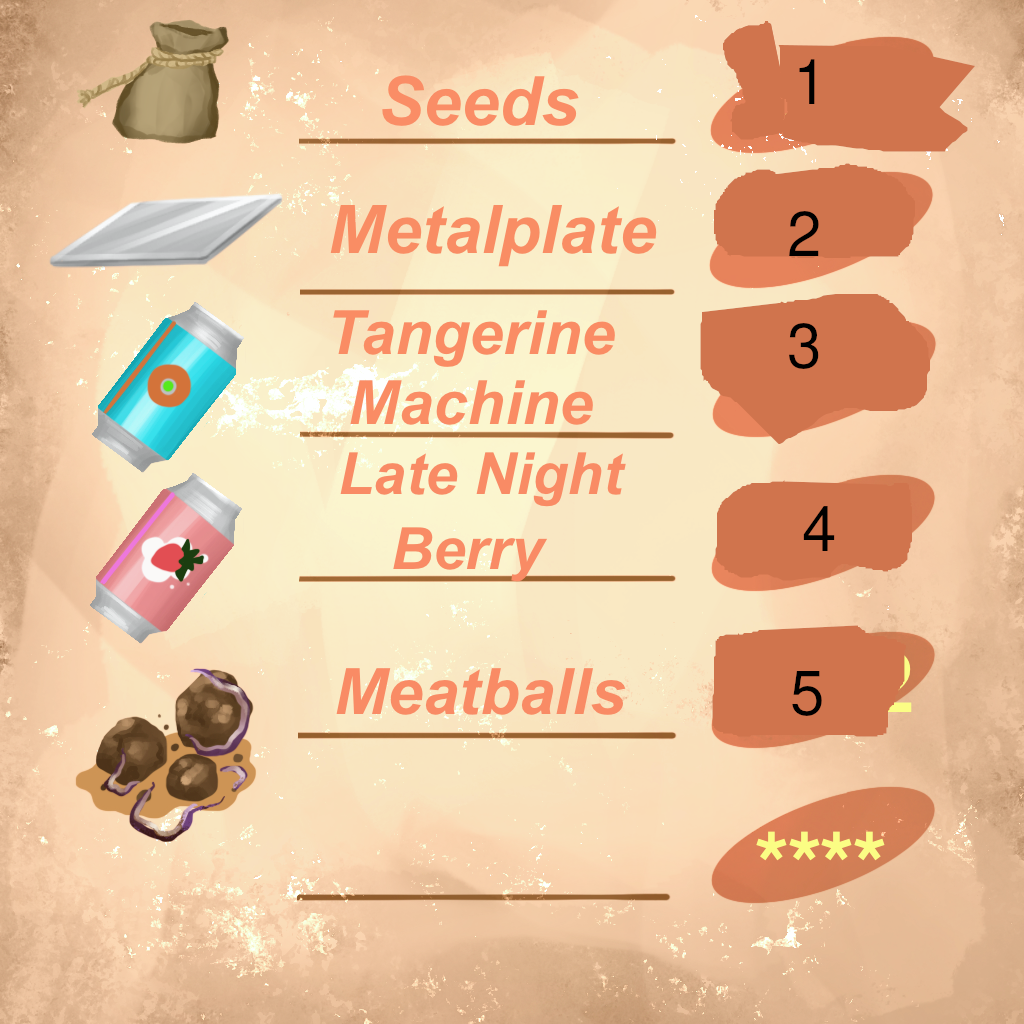 Seeds
1
Metalplate
2
Tangerine
Machine
3
Late Night
Berry
4
Meatballs
5
****